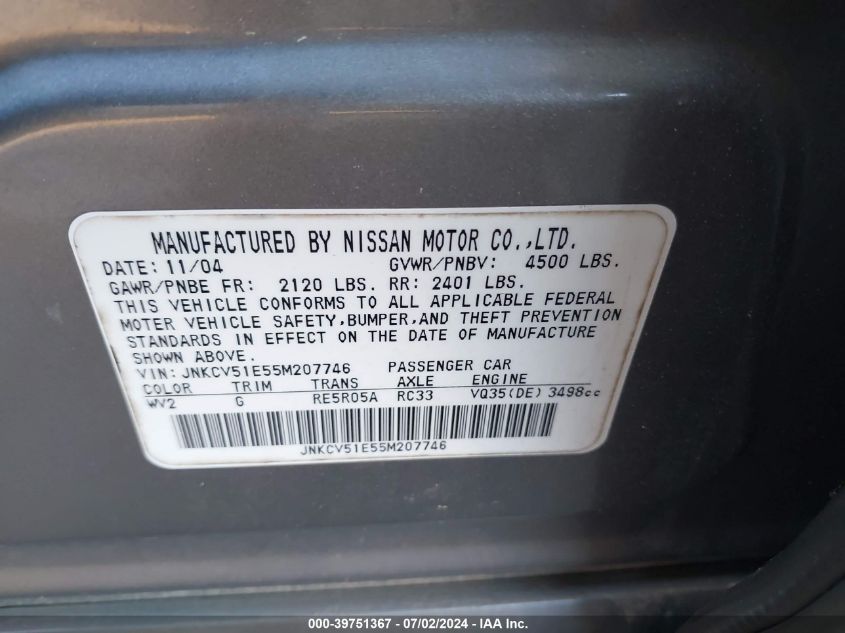 MANUFACTURED BY NISSAN MOTOR CO.,LTD.
DATE: 11/04 GVWR/PNBV: 4500 LBS.
GAWR/PNBE FR: 2120 LBS. RR: 2401 LBS.
THIS VEHICLE CONFORMS TO ALL APPLICABLE FEDERAL
MOTER VEHICLE SAFETY,BUMPER,AND THEFT PREVENTION
STANDARDS IN EFFECT ON THE DATE OF MANUFACTURE
SHOWN ABOVE.
VIN: JNKCV51E55M207746 PASSENGER CAR
COLOR TRIM TRANS AXLE ENGINE
WV2 G RE5R05A RC33 VQ35(DE) 3498cc
JNKCV51E55M207746
000-39751367 - 07/02/2024 - IAA Inc.